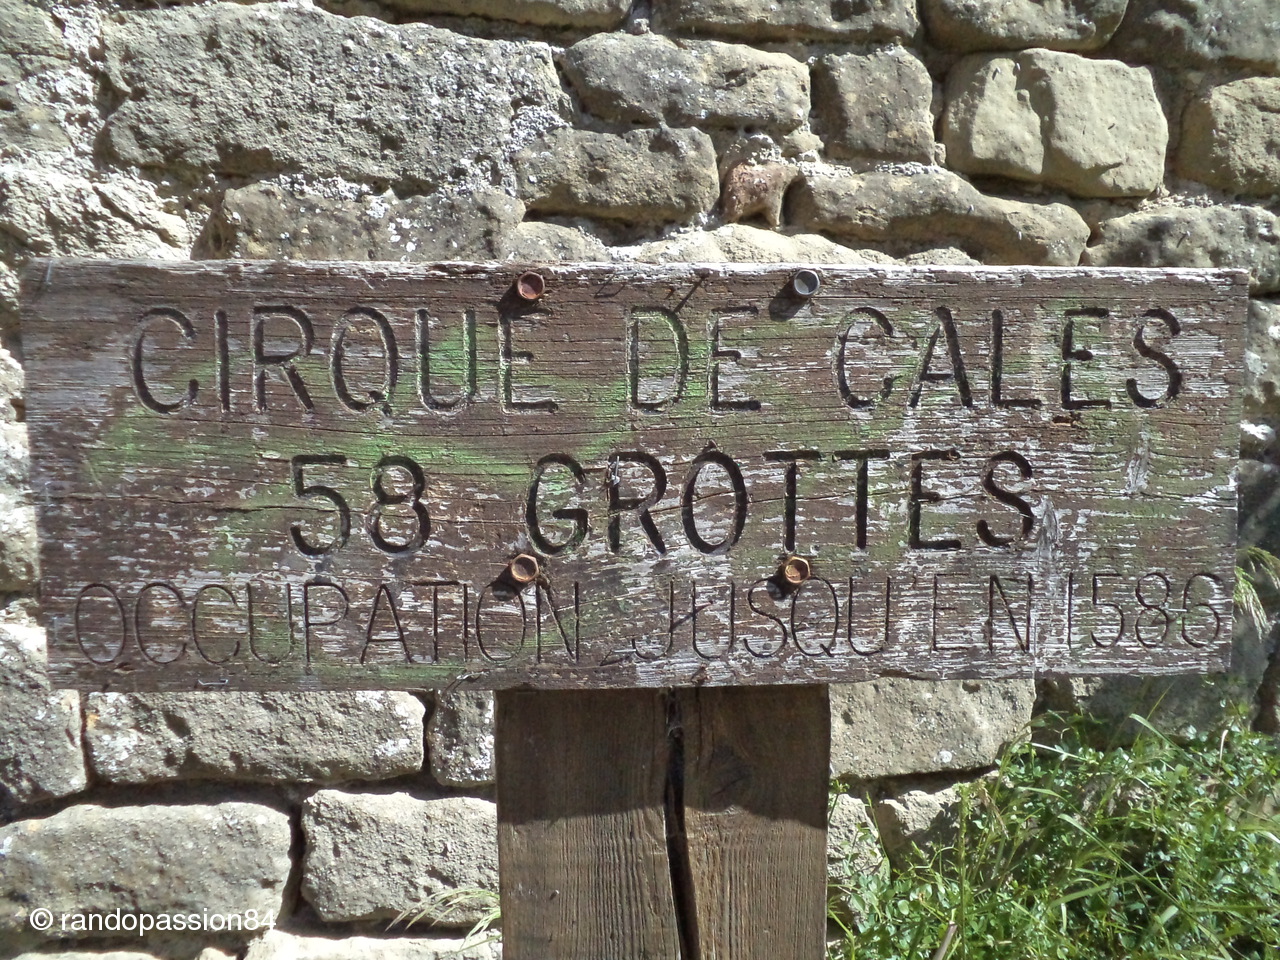 CIRQUE DE CALES
58 GROTTES
OCCUPATION JUSQU'EN 1586
© randopassion84